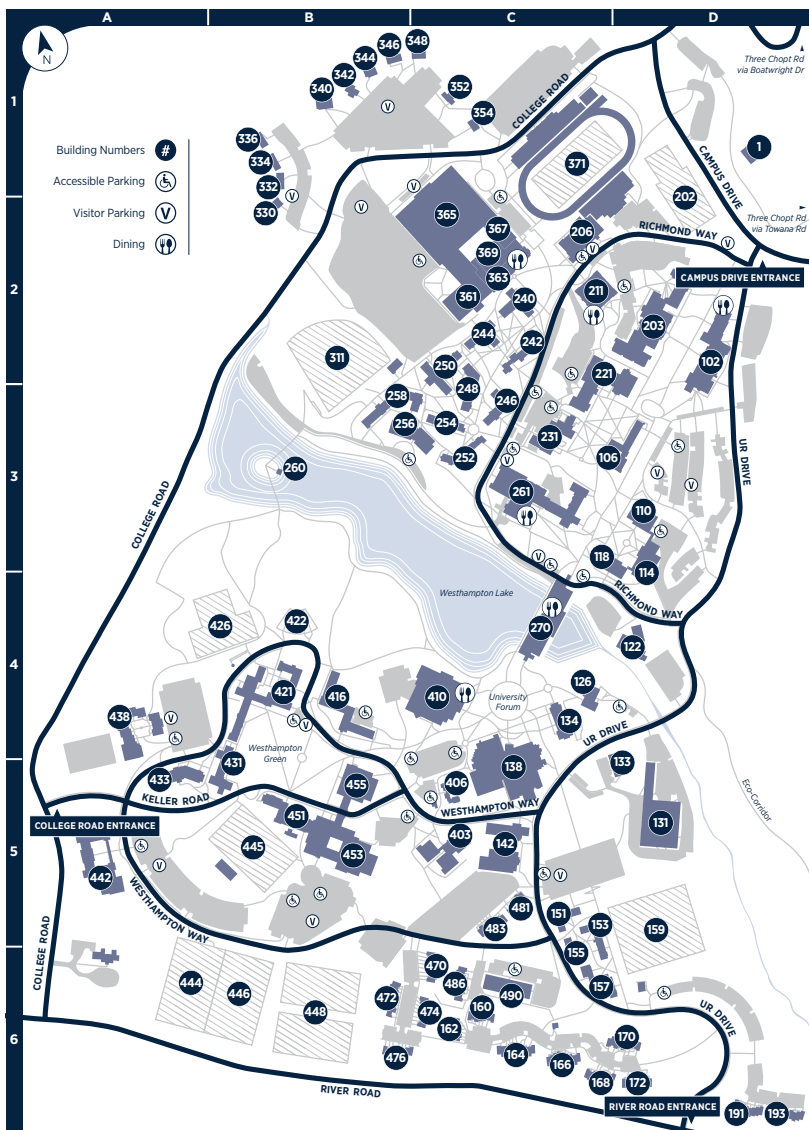 A
B
C
D
N
1
2
3
4
5
6
Building Numbers #
Accessible Parking
Visitor Parking V
Dining
Three Chopt Rd
via Boatwright Dr
Three Chopt Rd
via Towana Rd
COLLEGE ROAD
CAMPUS DRIVE
RICHMOND WAY
CAMPUS DRIVE ENTRANCE
348
346
344
342
340
352
354
V
336
334
332
330
V
1
371
202
365
367
369
363
361
206
V
V
V
V
211
203
102
240
244
242
250
248
246
221
311
258
256
254
252
231
106
V
UR DRIVE
V
V
260
261
110
118
114
V
COLLEGE ROAD
Westhampton Lake
RICHMOND WAY
270
122
426
422
421
416
410
University
Forum
126
134
438
V
V
Westhampton
Green
UR DRIVE
431
433
455
406
138
133
KELLER ROAD
WESTHAMPTON WAY
Eco-Corridor
COLLEGE ROAD ENTRANCE
451
445
453
403
142
131
442
V
V
V
WESTHAMPTON WAY
481
483
151
153
155
159
157
COLLEGE ROAD
444
446
448
470
486
472
474
490
160
162
476
164
166
168
170
172
UR DRIVE
RIVER ROAD
RIVER ROAD ENTRANCE
191
193